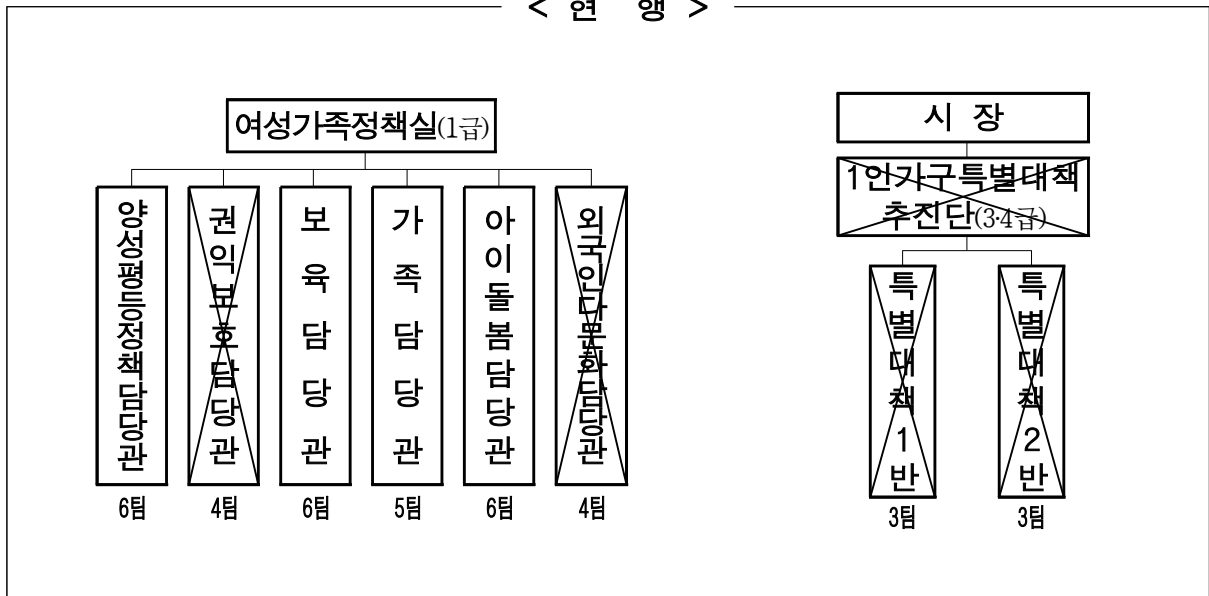 < 현 행 >
여성가족정책실(1급)
양성평등정책담당관
권익보호담당관
보육담당관
가족담당관
아이돌봄담당관
외국인다문화담당관
6팀
4팀
6팀
5팀
6팀
4팀
시 장
1인가구특별대책
추진단(3·4급)
특별대책1반
특별대책2반
3팀
3팀